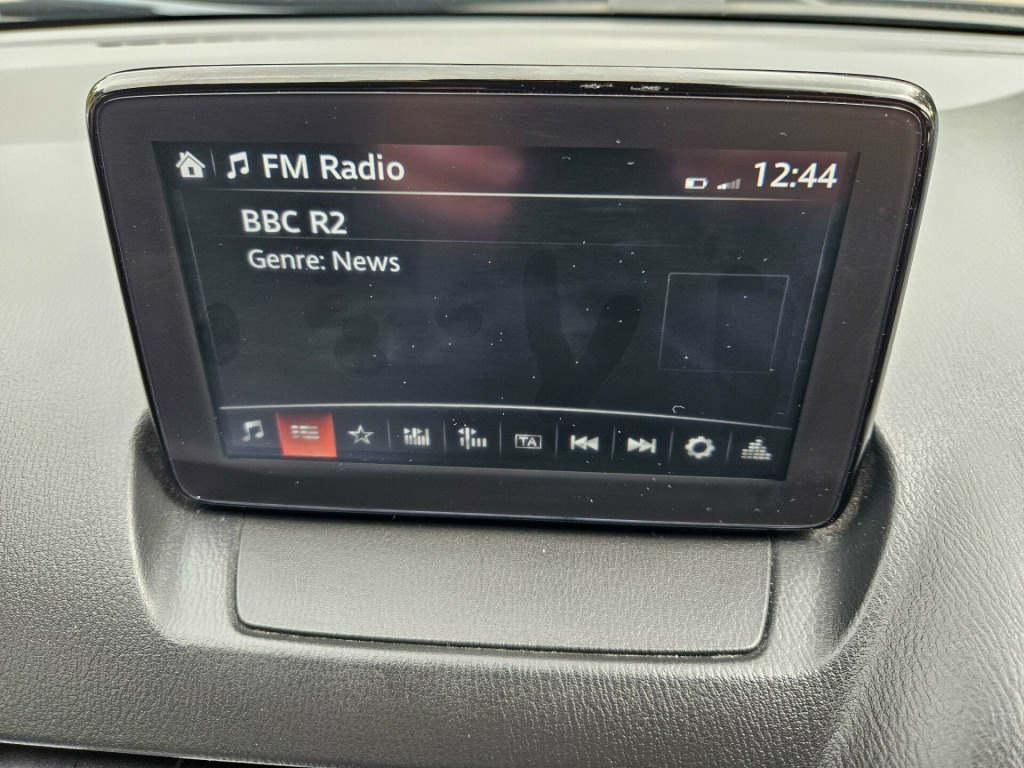 FM Radio 12:44
BBC R2
Genre: News
TA